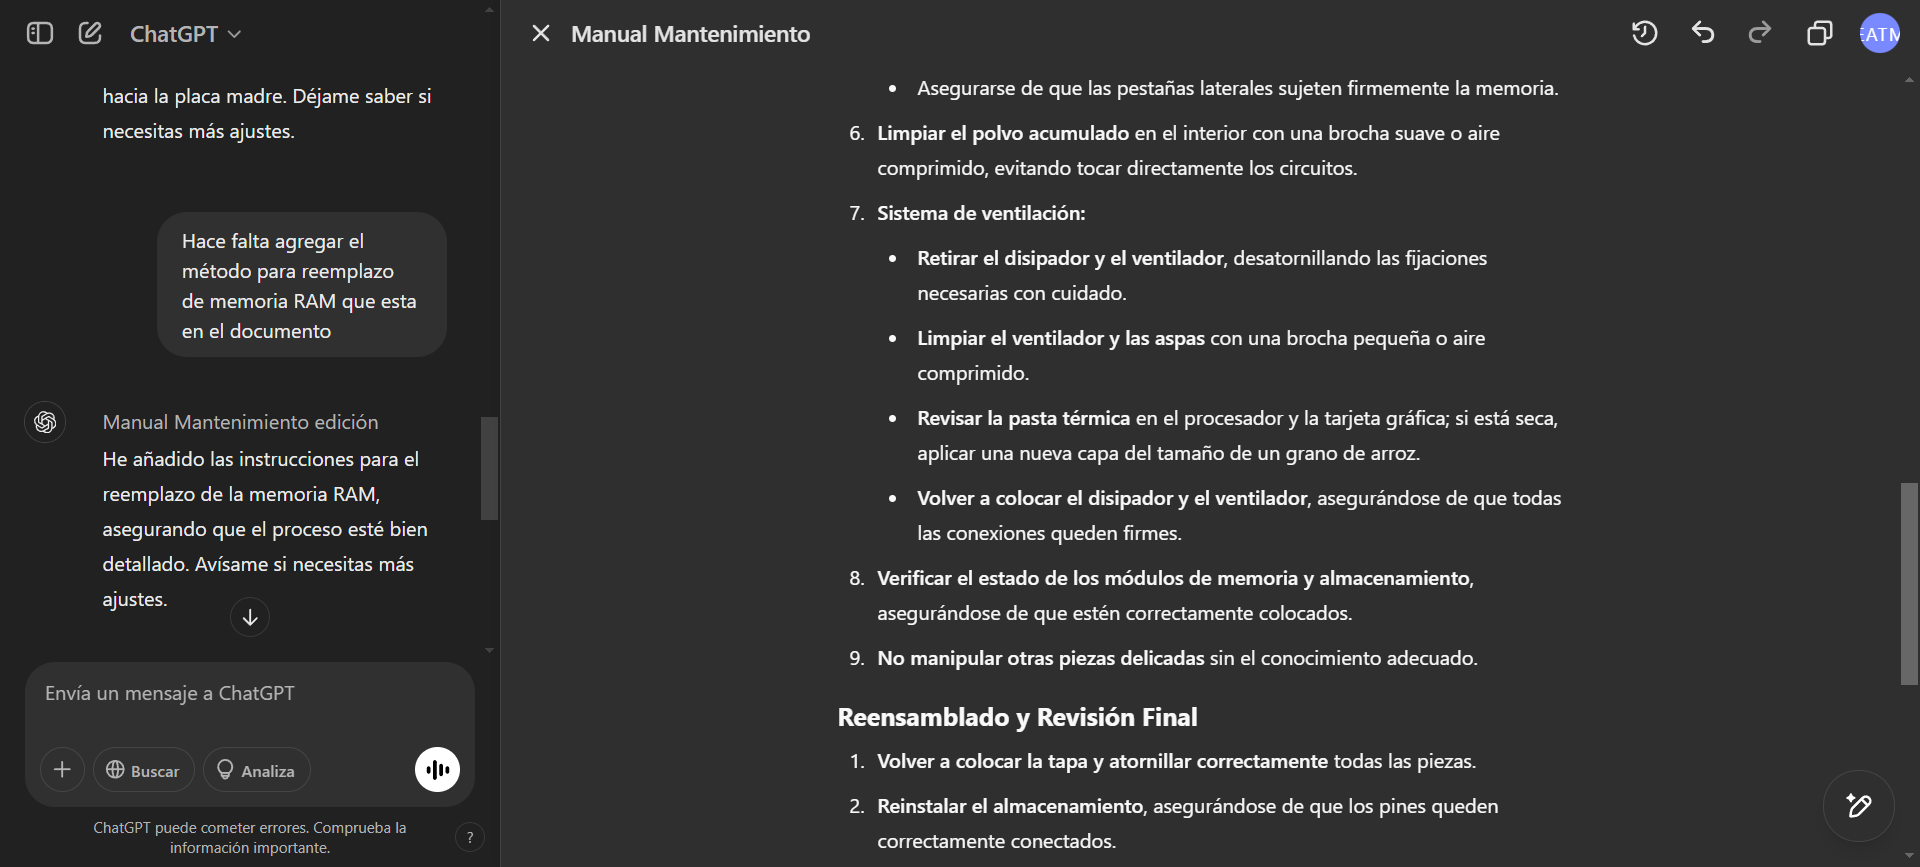 ChatGPT
hacia la placa madre. Déjame saber si
necesitas más ajustes.
Hace falta agregar el
método para reemplazo
de memoria RAM que esta
en el documento
Manual Mantenimiento edición
He añadido las instrucciones para el
reemplazo de la memoria RAM,
asegurando que el proceso esté bien
detallado. Avísame si necesitas más
ajustes.
Envía un mensaje a ChatGPT
Buscar
Analiza
ChatGPT puede cometer errores. Comprueba la
información importante.
?
Manual Mantenimiento
EATM
• Asegurarse de que las pestañas laterales sujeten firmemente la memoria.
6. Limpiar el polvo acumulado en el interior con una brocha suave o aire
comprimido, evitando tocar directamente los circuitos.
7. Sistema de ventilación:
• Retirar el disipador y el ventilador, desatornillando las fijaciones
necesarias con cuidado.
• Limpiar el ventilador y las aspas con una brocha pequeña o aire
comprimido.
• Revisar la pasta térmica en el procesador y la tarjeta gráfica; si está seca,
aplicar una nueva capa del tamaño de un grano de arroz.
• Volver a colocar el disipador y el ventilador, asegurándose de que todas
las conexiones queden firmes.
8. Verificar el estado de los módulos de memoria y almacenamiento,
asegurándose de que estén correctamente colocados.
9. No manipular otras piezas delicadas sin el conocimiento adecuado.
Reensamblado y Revisión Final
1. Volver a colocar la tapa y atornillar correctamente todas las piezas.
2. Reinstalar el almacenamiento, asegurándose de que los pines queden
correctamente conectados.